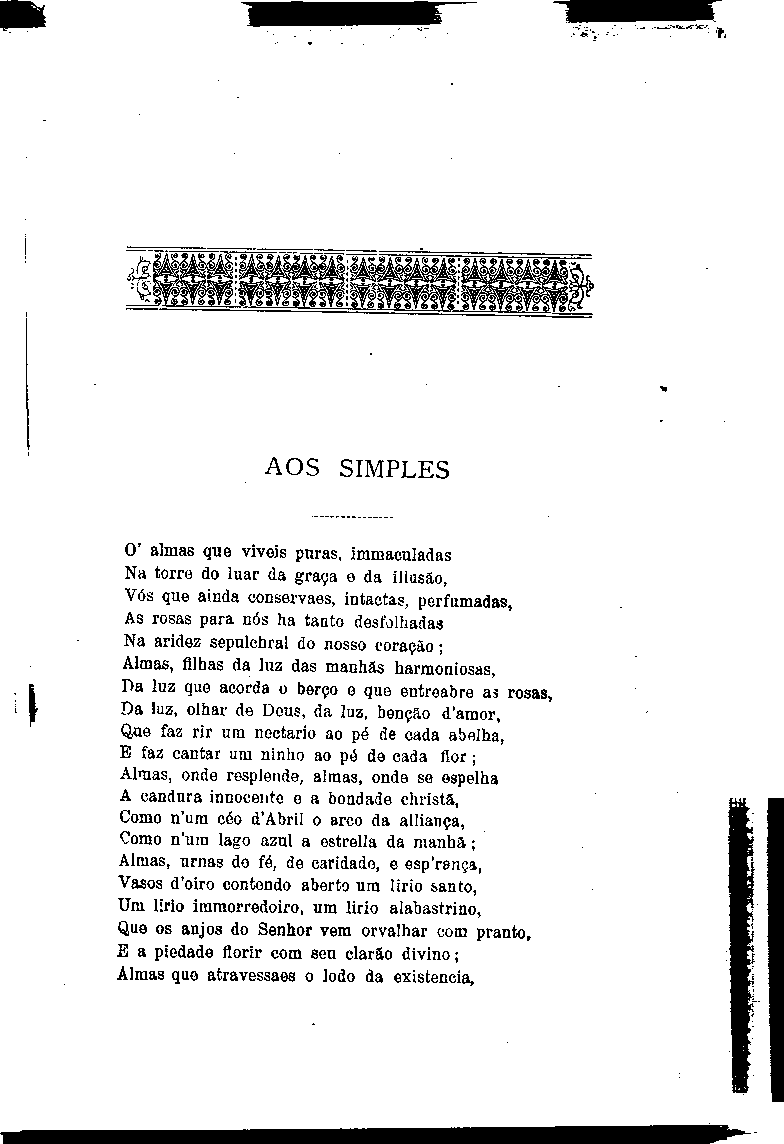 AOS SIMPLES
O' almas que viveis puras, immaculadas
Na torre do luar da graça e da illusão,
Vós que ainda conservaes, intactas, perfumadas,
As rosas para nós ha tanto desfolhadas
Na aridez sepulchral do nosso coração;
Almas, filhas da luz das manhãs harmoniosas,
Da luz que acorda o berço e que entreabre as rosas,
Da luz, olhar de Deus, da luz, benção d'amor,
Que faz rir um nectario ao pé de cada abelha,
E faz cantar um ninho ao pé de cada flor;
Almas, onde resplende, almas, onde se espelha
A candura innocente e a bondade christã,
Como n'um céo d'Abril o arco da alliança,
Como n'um lago azul a estrella da manhã;
Almas, urnas de fé, de caridade, e esp'rança,
Vasos d'oiro contendo aberto um lirio santo,
Um lirio immorredoiro, um lirio alabastrino,
Que os anjos do Senhor vem orvalhar com pranto,
E a piedade florir com seu clarão divino;
Almas que atravessaes o lodo da existencia,